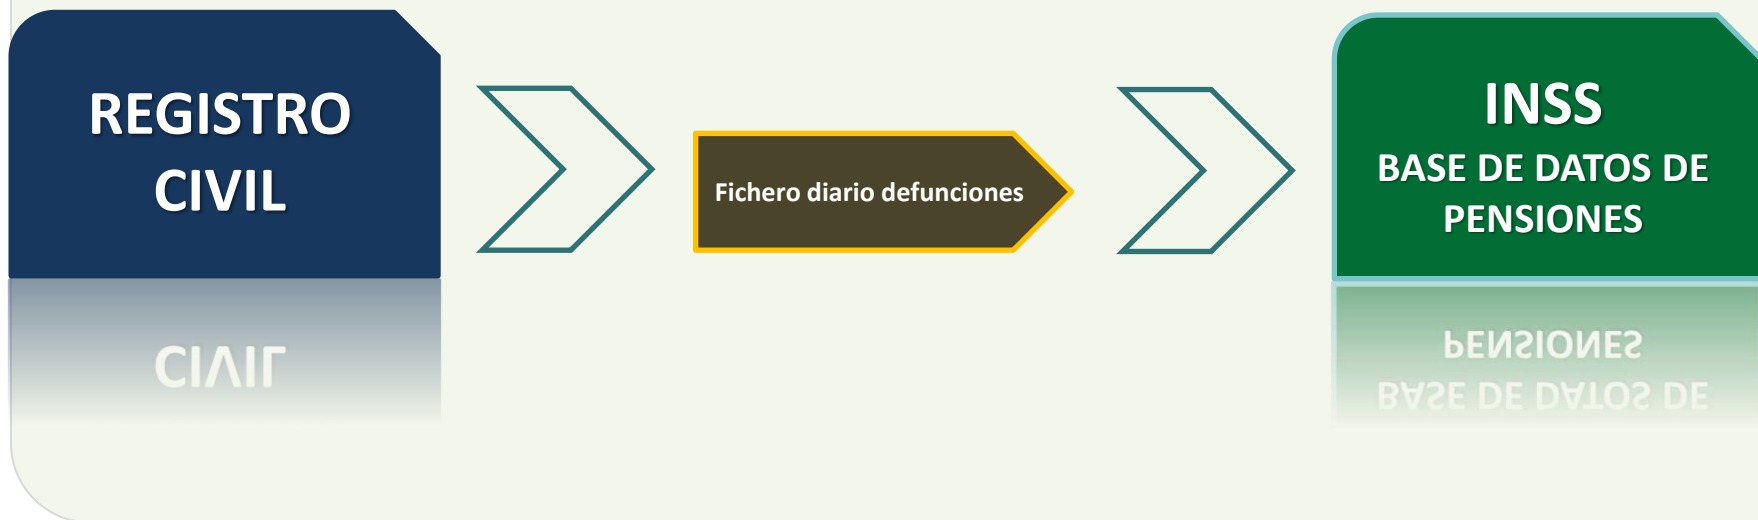 REGISTRO
CIVIL
Fichero diario defunciones
INSS
BASE DE DATOS DE
PENSIONES